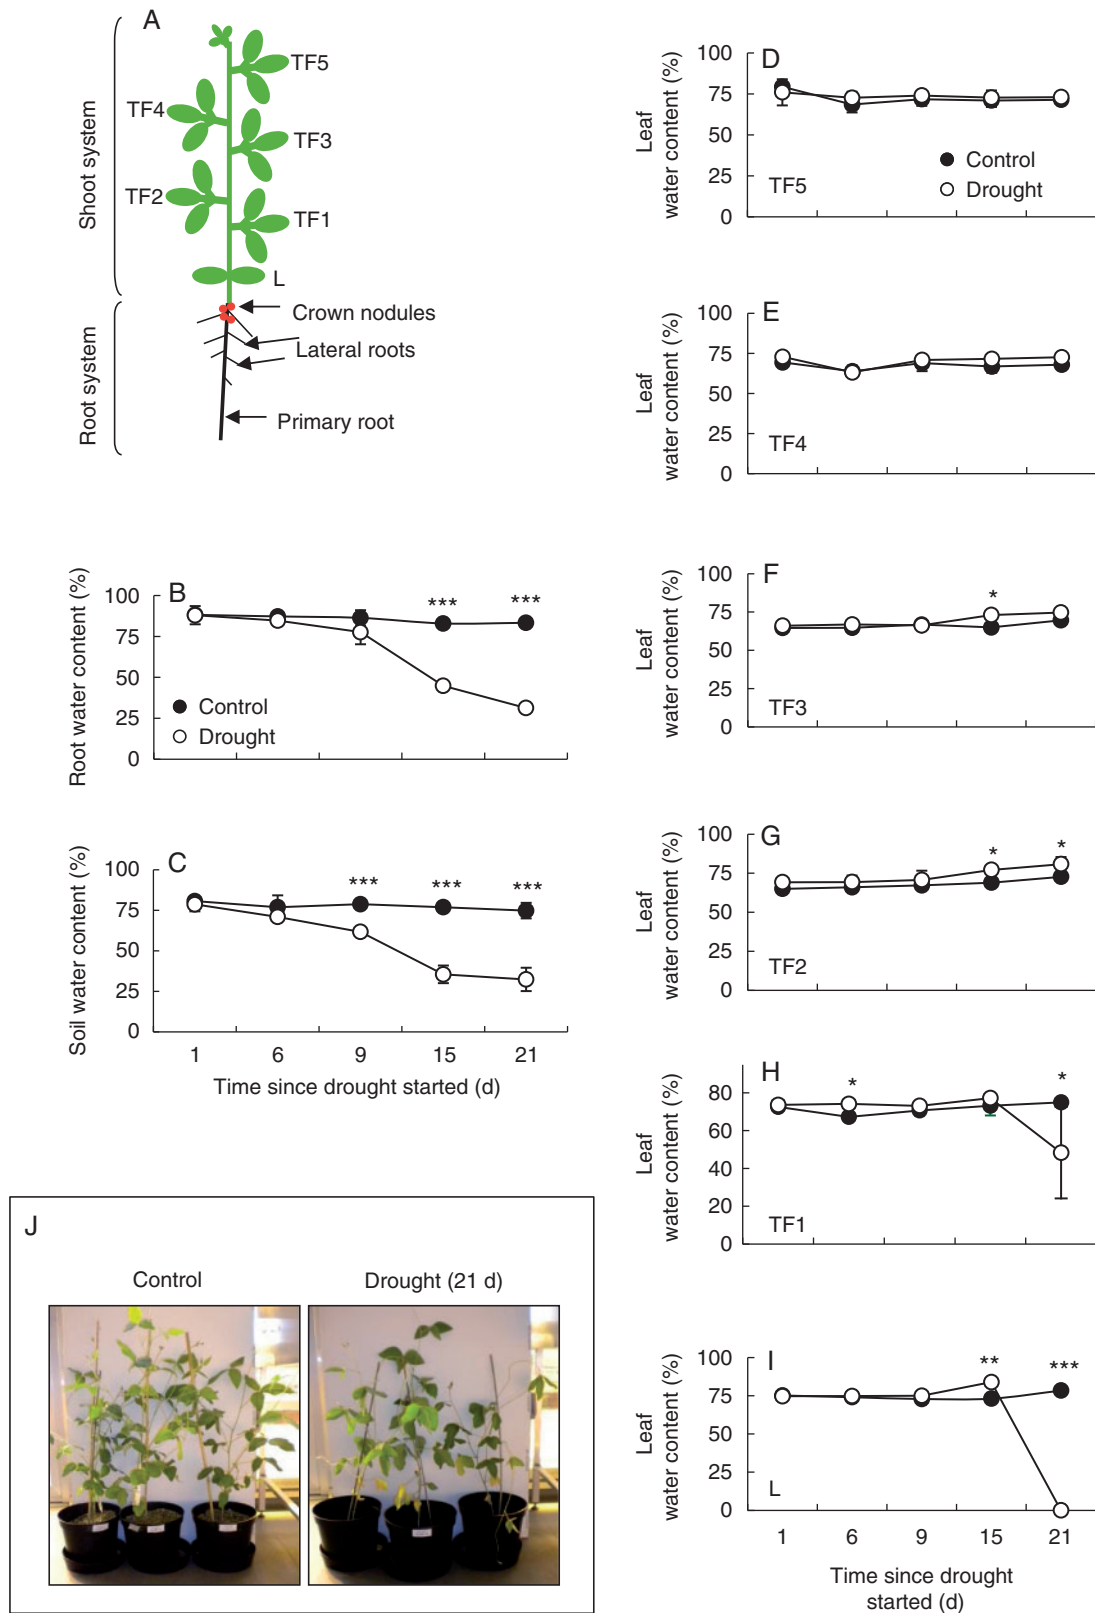 A
Shoot system
TF5
TF4
TF3
TF2
TF1
L
Root system
Crown nodules
Lateral roots
Primary root
B
Root water content (%)
100
75
50
25
0
*** ***
Control
Drought
C
Soil water content (%)
100
75
50
25
0
*** *** ***
1 6 9 15 21
Time since drought started (d)
D
Leaf
water content (%)
100
75
50
25
0
Control
Drought
TF5
E
Leaf
water content (%)
100
75
50
25
0
TF4
F
Leaf
water content (%)
100
75
50
25
0
*
TF3
G
Leaf
water content (%)
100
75
50
25
0
* *
TF2
H
Leaf
water content (%)
80
60
40
20
0
* *
TF1
I
Leaf
water content (%)
100
75
50
25
0
** ***
L
1 6 9 15 21
Time since drought
started (d)
J
Control
Drought (21 d)